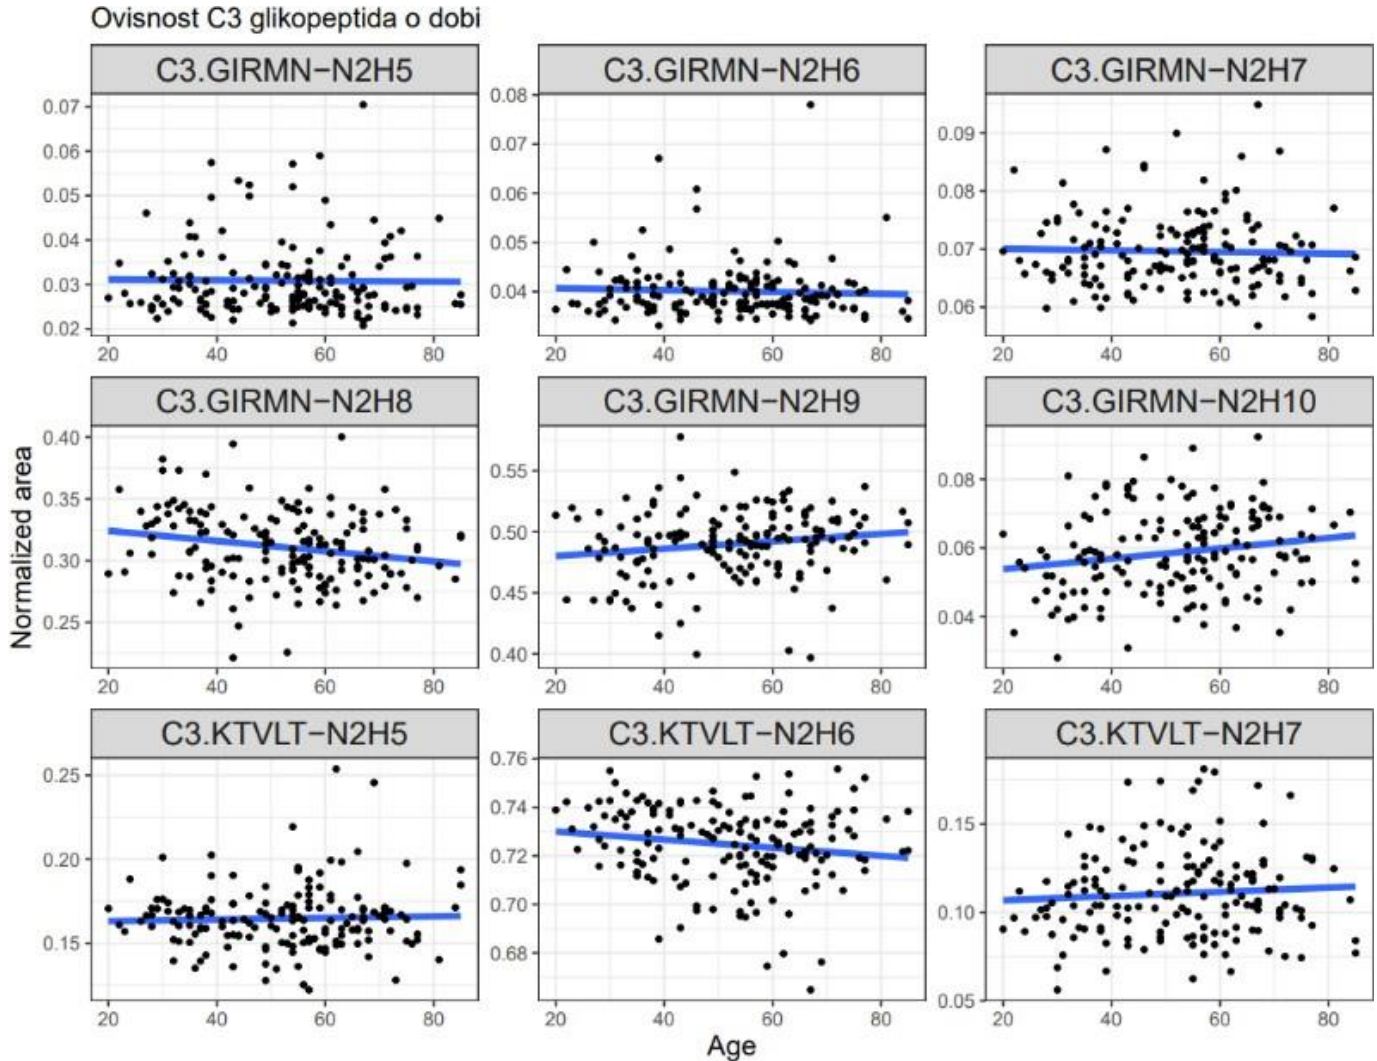 Ovisnost C3 glikopeptida o dobi
C3.GIRMN−N2H5
C3.GIRMN−N2H6
C3.GIRMN−N2H7
0.07
0.06
0.05
0.04
0.03
0.02
20 40 60 80
0.08
0.07
0.06
0.05
0.04
20 40 60 80
0.09
0.08
0.07
0.06
20 40 60 80
C3.GIRMN−N2H8
C3.GIRMN−N2H9
C3.GIRMN−N2H10
Normalized area
0.40
0.35
0.30
0.25
20 40 60 80
0.55
0.50
0.45
0.40
20 40 60 80
0.08
0.06
0.04
20 40 60 80
C3.KTVLT−N2H5
C3.KTVLT−N2H6
C3.KTVLT−N2H7
0.25
0.20
0.15
20 40 60 80
0.76
0.74
0.72
0.70
0.68
20 40 60 80
0.15
0.10
0.05
20 40 60 80
Age